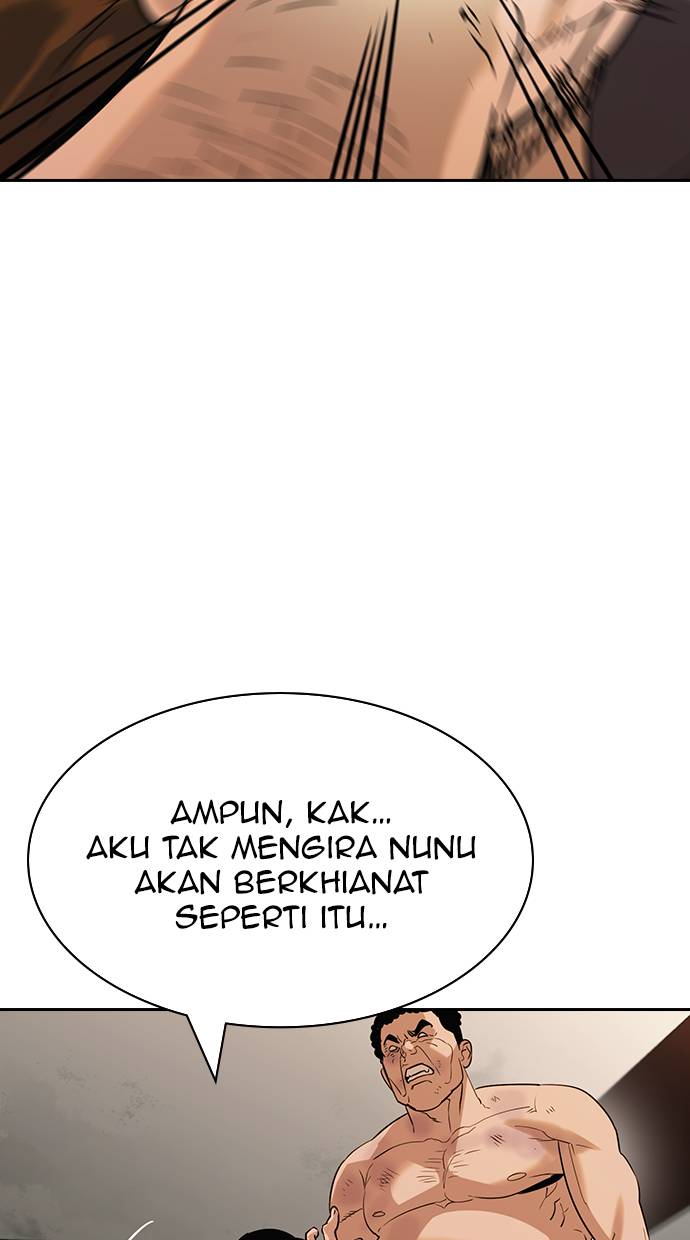 AMPUN, KAK...
AKU TAK MENGIRA NUNU
AKAN BERKHIANAT
SEPERTI ITU...